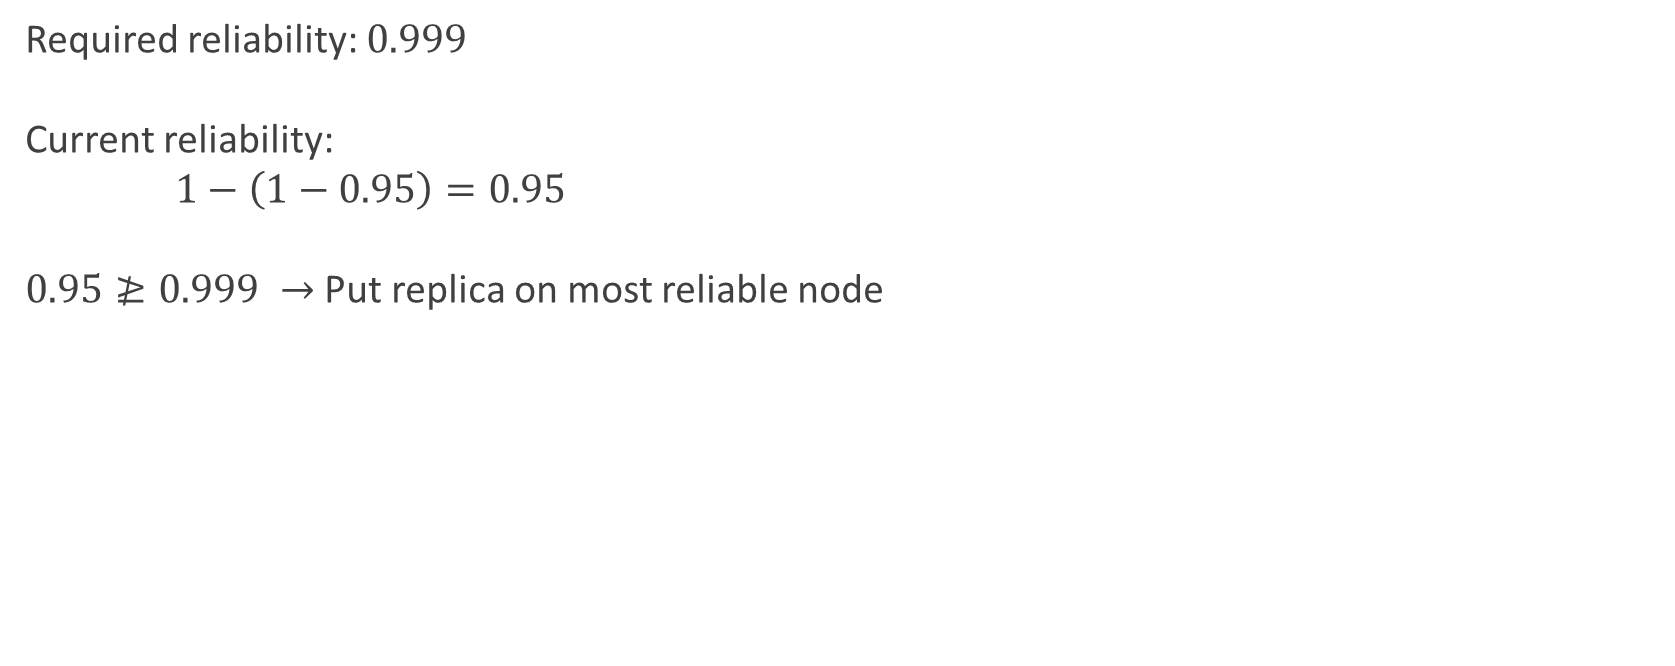 Required reliability: 0.999
Current reliability:
1 − (1 − 0.95) = 0.95
0.95 ≱ 0.999 → Put replica on most reliable node